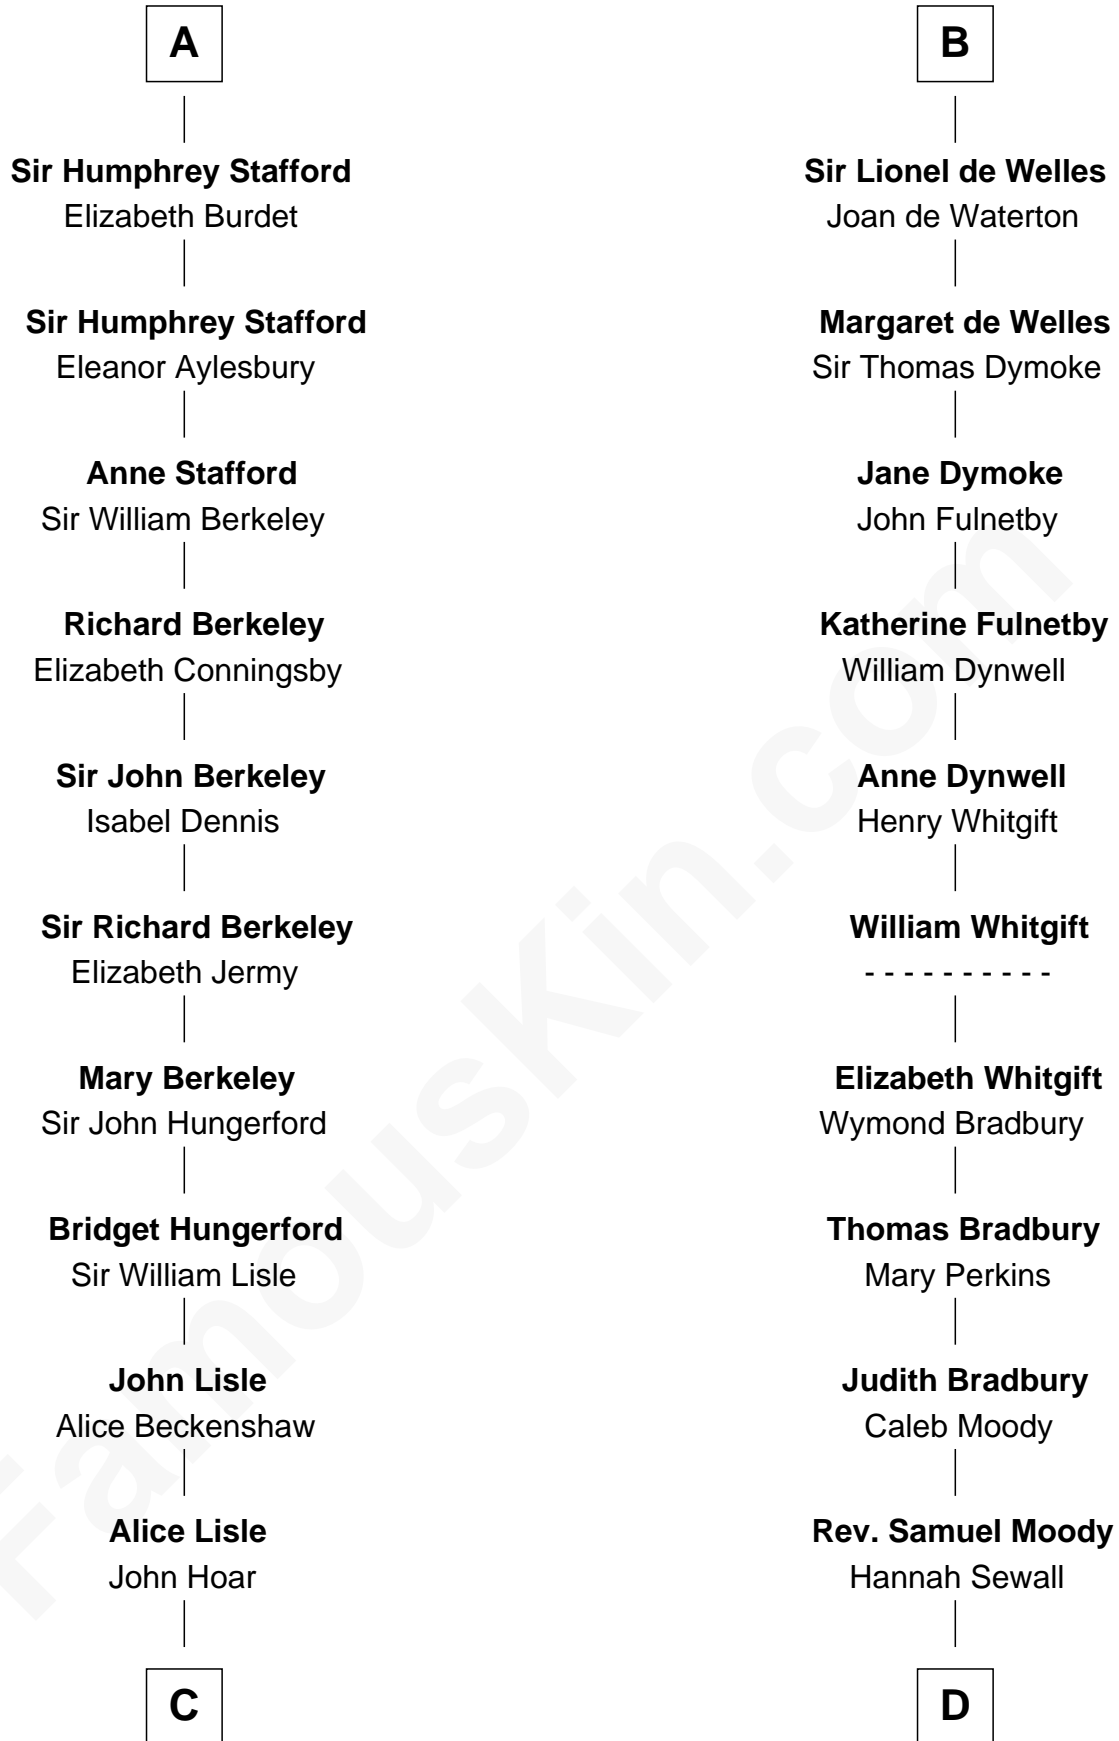 A
Sir Humphrey Stafford
Elizabeth Burdet
Sir Humphrey Stafford
Eleanor Aylesbury
Anne Stafford
Sir William Berkeley
Richard Berkeley
Elizabeth Conningsby
Sir John Berkeley
Isabel Dennis
Sir Richard Berkeley
Elizabeth Jermy
Mary Berkeley
Sir John Hungerford
Bridget Hungerford
Sir William Lisle
John Lisle
Alice Beckenshaw
Alice Lisle
John Hoar
C
B
Sir Lionel de Welles
Joan de Waterton
Margaret de Welles
Sir Thomas Dymoke
Jane Dymoke
John Fulnetby
Katherine Fulnetby
William Dynwell
Anne Dynwell
Henry Whitgift
William Whitgift
- - - - - - - - - -
Elizabeth Whitgift
Wymond Bradbury
Thomas Bradbury
Mary Perkins
Judith Bradbury
Caleb Moody
Rev. Samuel Moody
Hannah Sewall
D
FamousKin.com